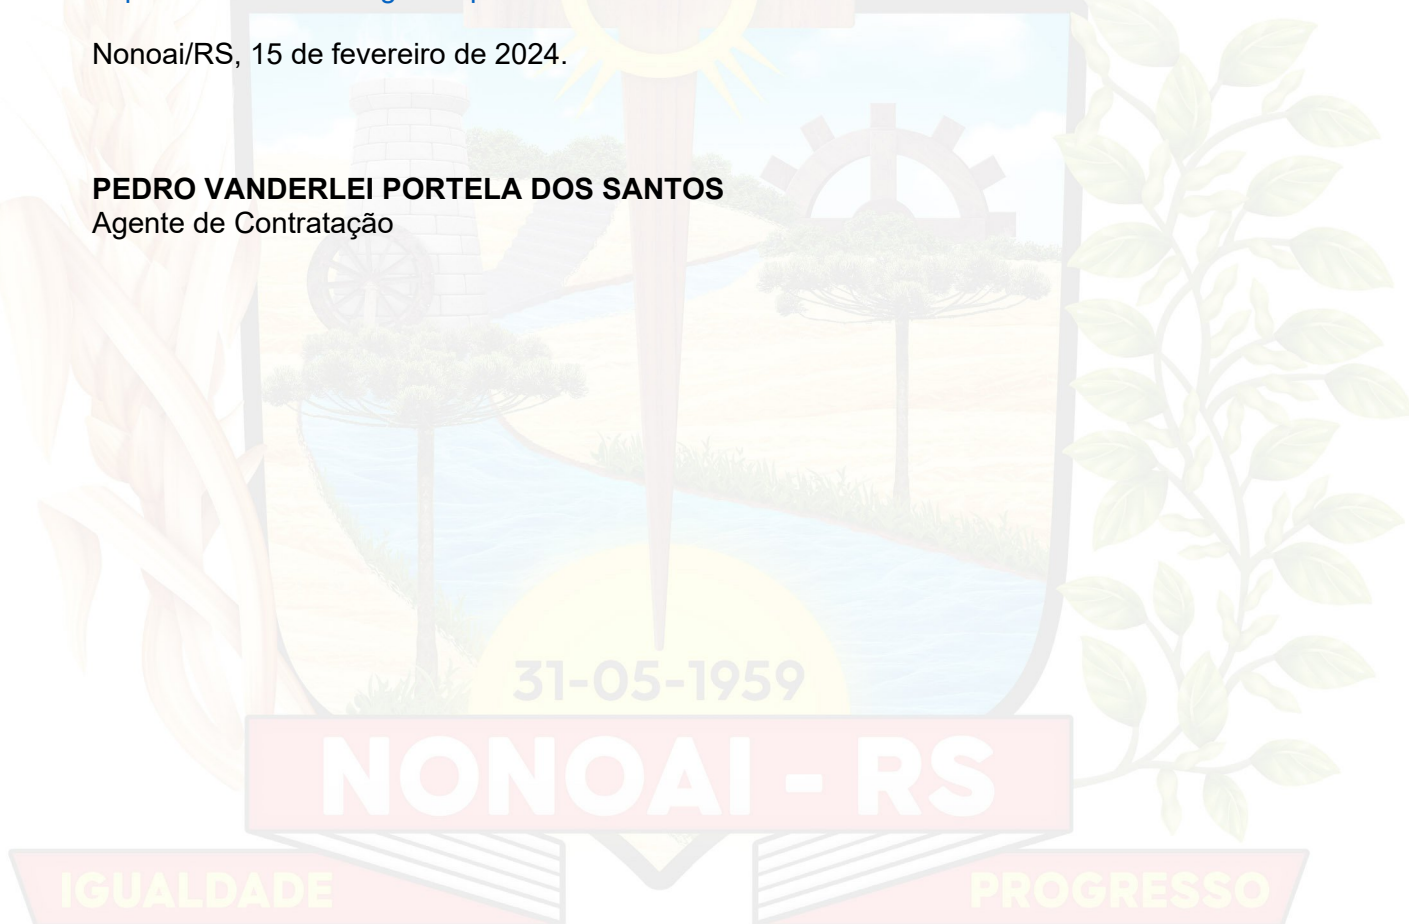 Nonoai/RS, 15 de fevereiro de 2024.
PEDRO VANDERLEI PORTELA DOS SANTOS
Agente de Contratação
31-05-1959
NONOAI - RS
IGUALDADE
PROGRESSO